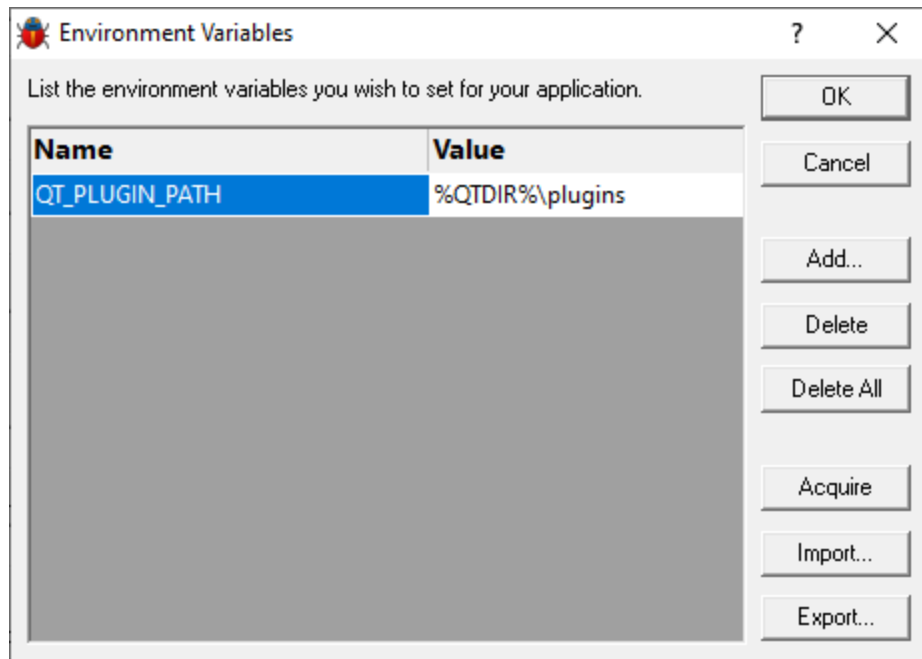 Environment Variables
?
List the environment variables you wish to set for your application.
OK
Name Value
Cancel
QT_PLUGIN_PATH %QTDIR%\plugins
Add...
Delete
Delete All
Acquire
Import...
Export...